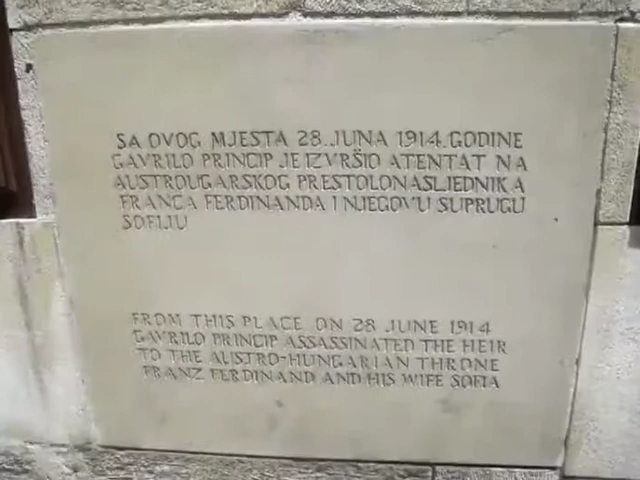 SA OVOG MJESTA 28. JUNA 1914. GODINE
GAVRILO PRINCIP JE IZVRŠIO ATENTAT NA
AUSTROUGARSKOG PRESTOLONASLJEDNIKA
FRANCA FERDINANDA I NJEGOVU SUPRUGU
SOFIJU
FROM THIS PLACE ON 28 JUNE 1914
GAVRILO PRINCIP ASSASSINATED THE HEIR
TO THE AUSTRO-HUNGARIAN THRONE
FRANZ FERDINAND AND HIS WIFE SOFIA